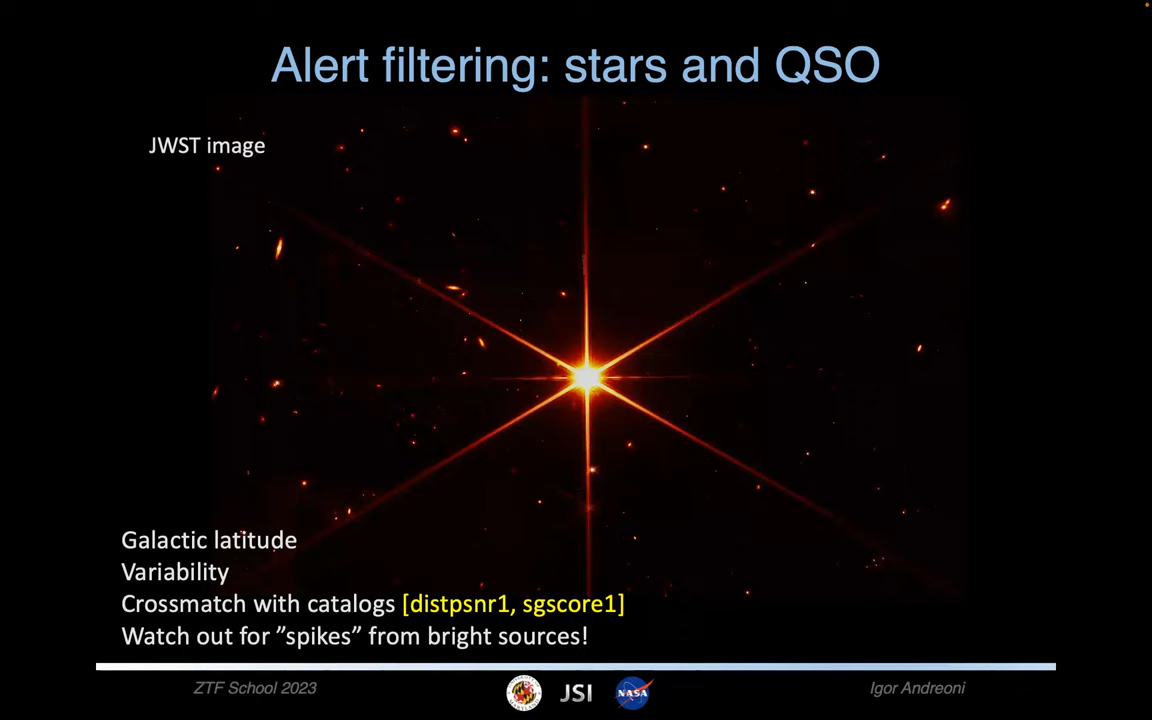 Alert filtering: stars and QSO
JWST image
Galactic latitude
Variability
Crossmatch with catalogs [distpsnr1, sgscore1]
Watch out for ”spikes” from bright sources!
ZTF School 2023
JSI
NASA
Igor Andreoni